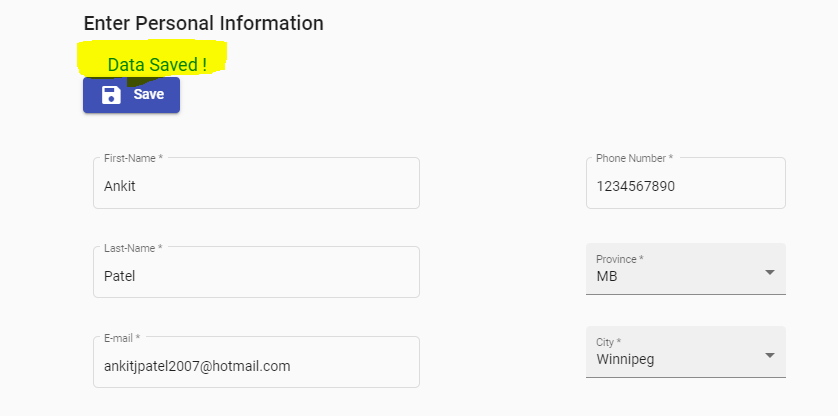 Enter Personal Information
Data Saved !
Save
First-Name *
Ankit
Phone Number *
1234567890
Last-Name *
Patel
Province *
MB
E-mail *
ankitjpatel2007@hotmail.com
City *
Winnipeg